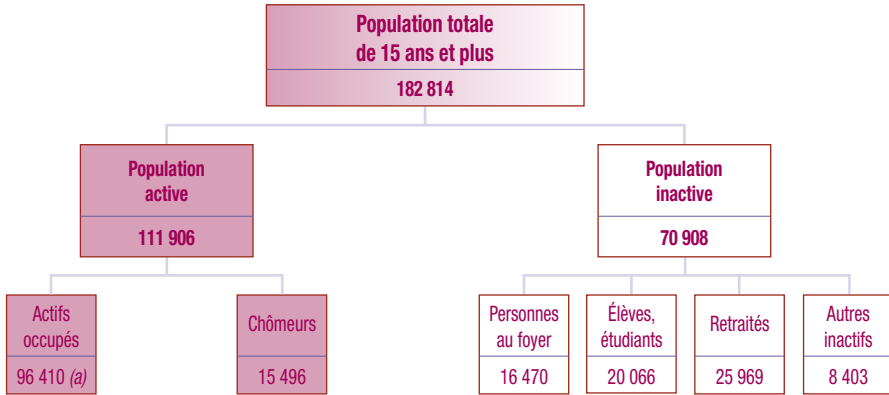 Population totale
de 15 ans et plus
182 814
Population
active
111 906
Population
inactive
70 908
Actifs
occupés
96 410 (a)
Chômeurs
15 496
Personnes
au foyer
16 470
Élèves,
étudiants
20 066
Retraités
25 969
Autres
inactifs
8 403